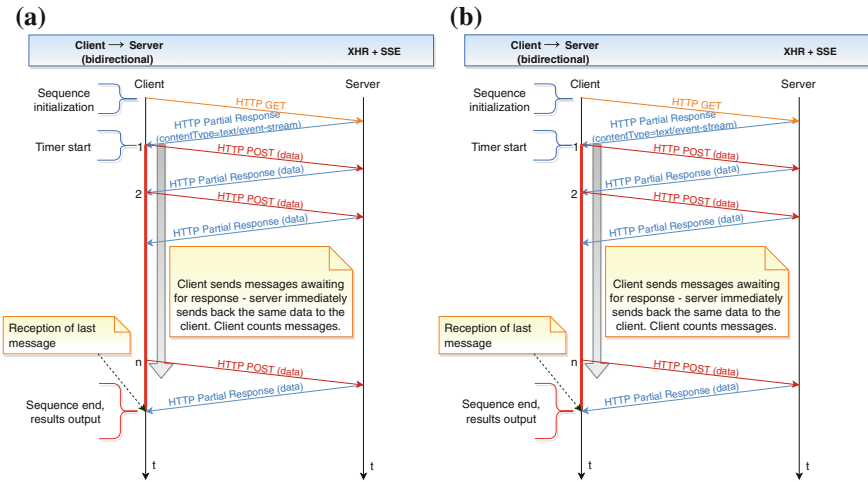 (a)
Client → Server
(bidirectional)
XHR + SSE
Client
Server
Sequence
initialization
HTTP GET
HTTP Partial Response
(contentType=text/event-stream)
Timer start
1
HTTP POST (data)
HTTP Partial Response (data)
2
HTTP POST (data)
HTTP Partial Response (data)
Client sends messages awaiting
for response - server immediately
sends back the same data to the
client. Client counts messages.
Reception of last
message
n
HTTP POST (data)
HTTP Partial Response (data)
Sequence end,
results output
t
t
(b)
Client → Server
(bidirectional)
XHR + SSE
Client
Server
Sequence
initialization
HTTP GET
HTTP Partial Response
(contentType=text/event-stream)
Timer start
1
HTTP POST (data)
HTTP Partial Response (data)
2
HTTP POST (data)
HTTP Partial Response (data)
Client sends messages awaiting
for response - server immediately
sends back the same data to the
client. Client counts messages.
Reception of last
message
n
HTTP POST (data)
HTTP Partial Response (data)
Sequence end,
results output
t
t